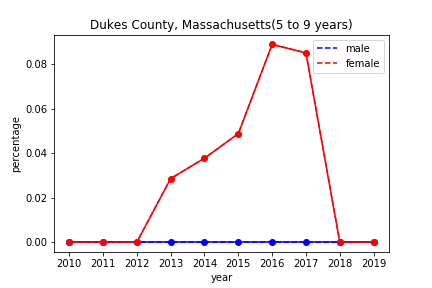 Dukes County, Massachusetts(5 to 9 years)
male
female
percentage
0.08
0.06
0.04
0.02
0.00
2010 2011 2012 2013 2014 2015 2016 2017 2018 2019
year